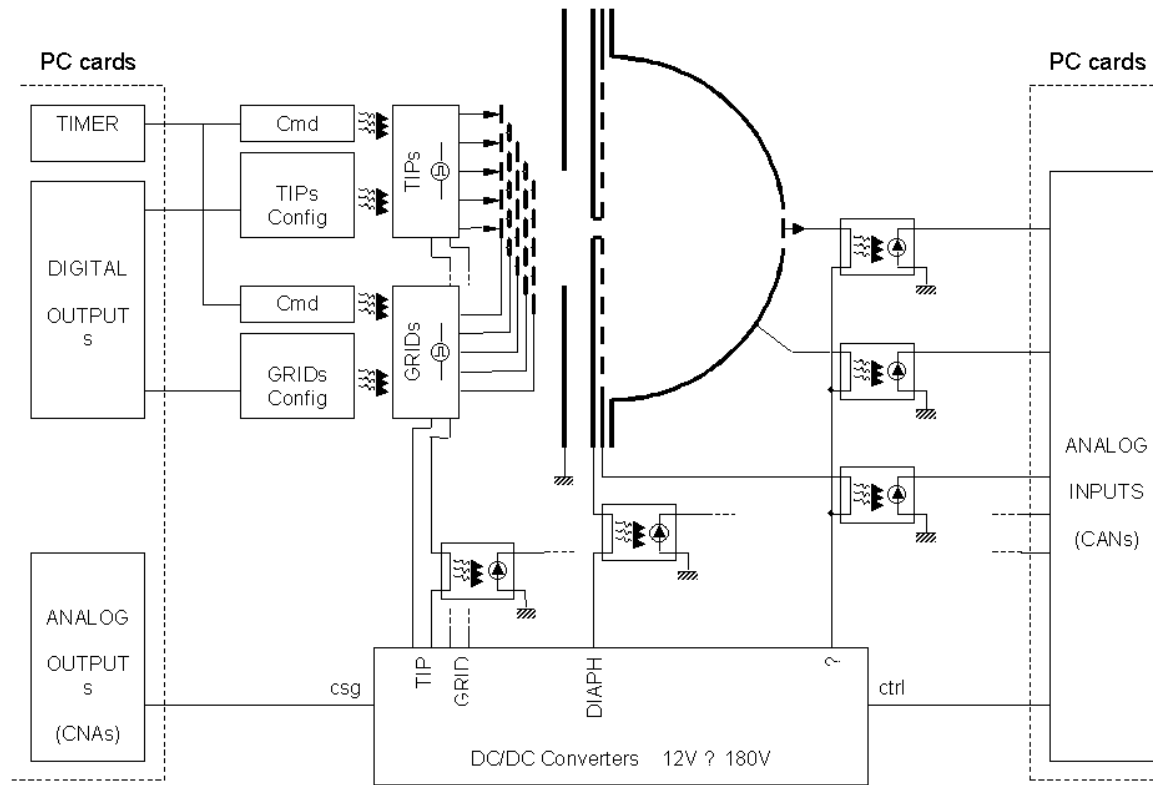 PC cards
PC cards
TIMER
Cmd
TIPs
TIPs
Config
DIGITAL
OUTPUT
s
Cmd
GRIDs
GRIDs
Config
ANALOG
INPUTS
(CANs)
ANALOG
OUTPUT
s
(CNAs)
csg
TIP
GRID
DIAPH
?
ctrl
DC/DC Converters 12V ? 180V